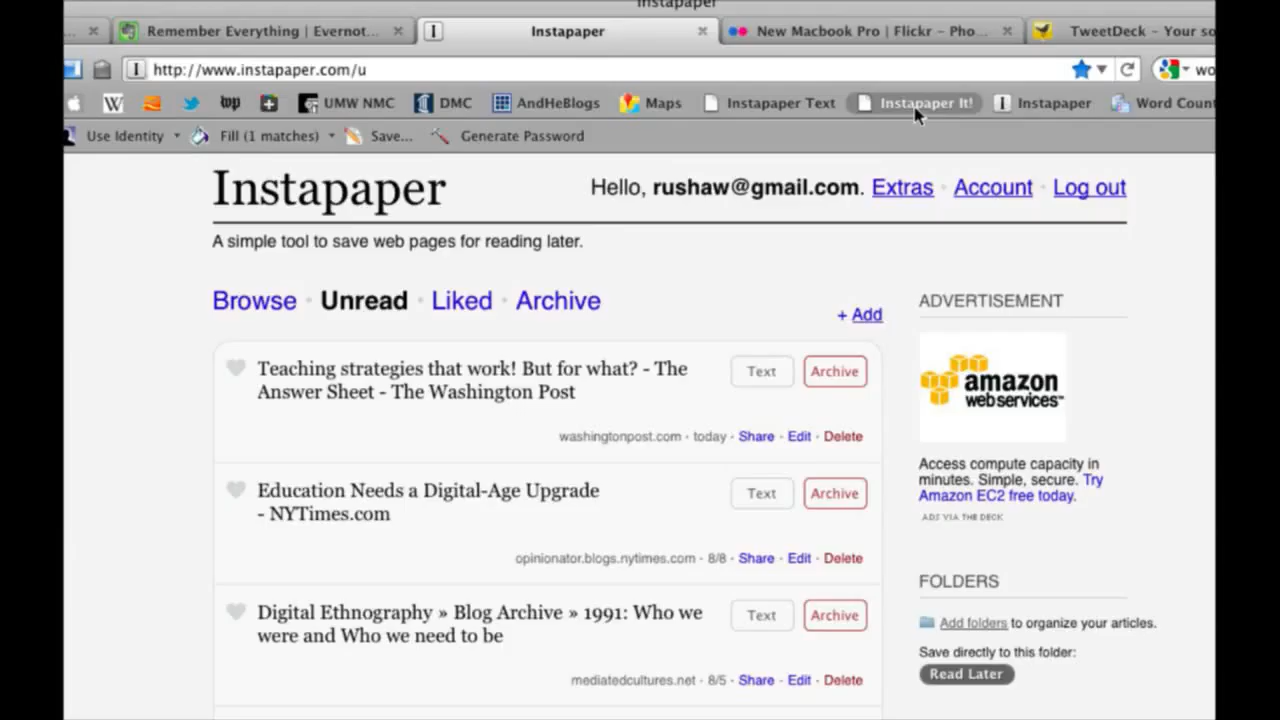 Instapaper
... Remember Everything | Evernot... Instapaper New Macbook Pro | Flickr – Pho... TweetDeck – Your so
http://www.instapaper.com/u wo
W wp UMW NMC DMC AndHeBlogs Maps Instapaper Text Instapaper It! I Instapaper Word Count
Use Identity Fill (1 matches) Save... Generate Password
Instapaper
Hello, rushaw@gmail.com. Extras · Account · Log out
A simple tool to save web pages for reading later.
Browse · Unread · Liked · Archive
+ Add
Teaching strategies that work! But for what? - The
Answer Sheet - The Washington Post
Text Archive
washingtonpost.com · today · Share · Edit · Delete
Education Needs a Digital-Age Upgrade
- NYTimes.com
Text Archive
opinionator.blogs.nytimes.com · 8/8 · Share · Edit · Delete
Digital Ethnography » Blog Archive » 1991: Who we
were and Who we need to be
Text Archive
mediatedcultures.net · 8/5 · Share · Edit · Delete
ADVERTISEMENT
amazon
webservices™
Access compute capacity in
minutes. Simple, secure. Try
Amazon EC2 free today.
ADS VIA THE DECK
FOLDERS
Add folders to organize your articles.
Save directly to this folder:
Read Later